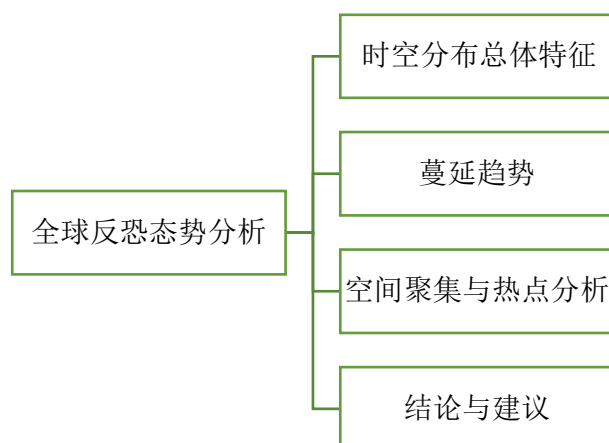 时空分布总体特征
蔓延趋势
全球反恐态势分析
空间聚集与热点分析
结论与建议